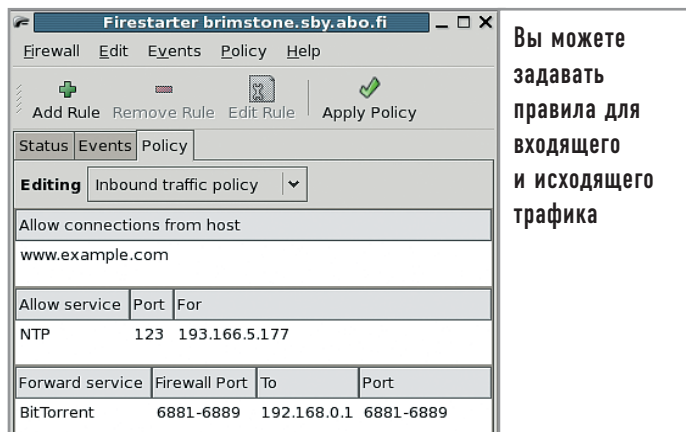 Firestarter brimstone.sby.abo.fi
Firewall Edit Events Policy Help
Add Rule Remove Rule Edit Rule Apply Policy
Status Events Policy
Editing Inbound traffic policy
Allow connections from host
www.example.com
Allow service Port For
NTP 123 193.166.5.177
Forward service Firewall Port To Port
BitTorrent 6881-6889 192.168.0.1 6881-6889
Вы можете
задавать
правила для
входящего
и исходящего
трафика